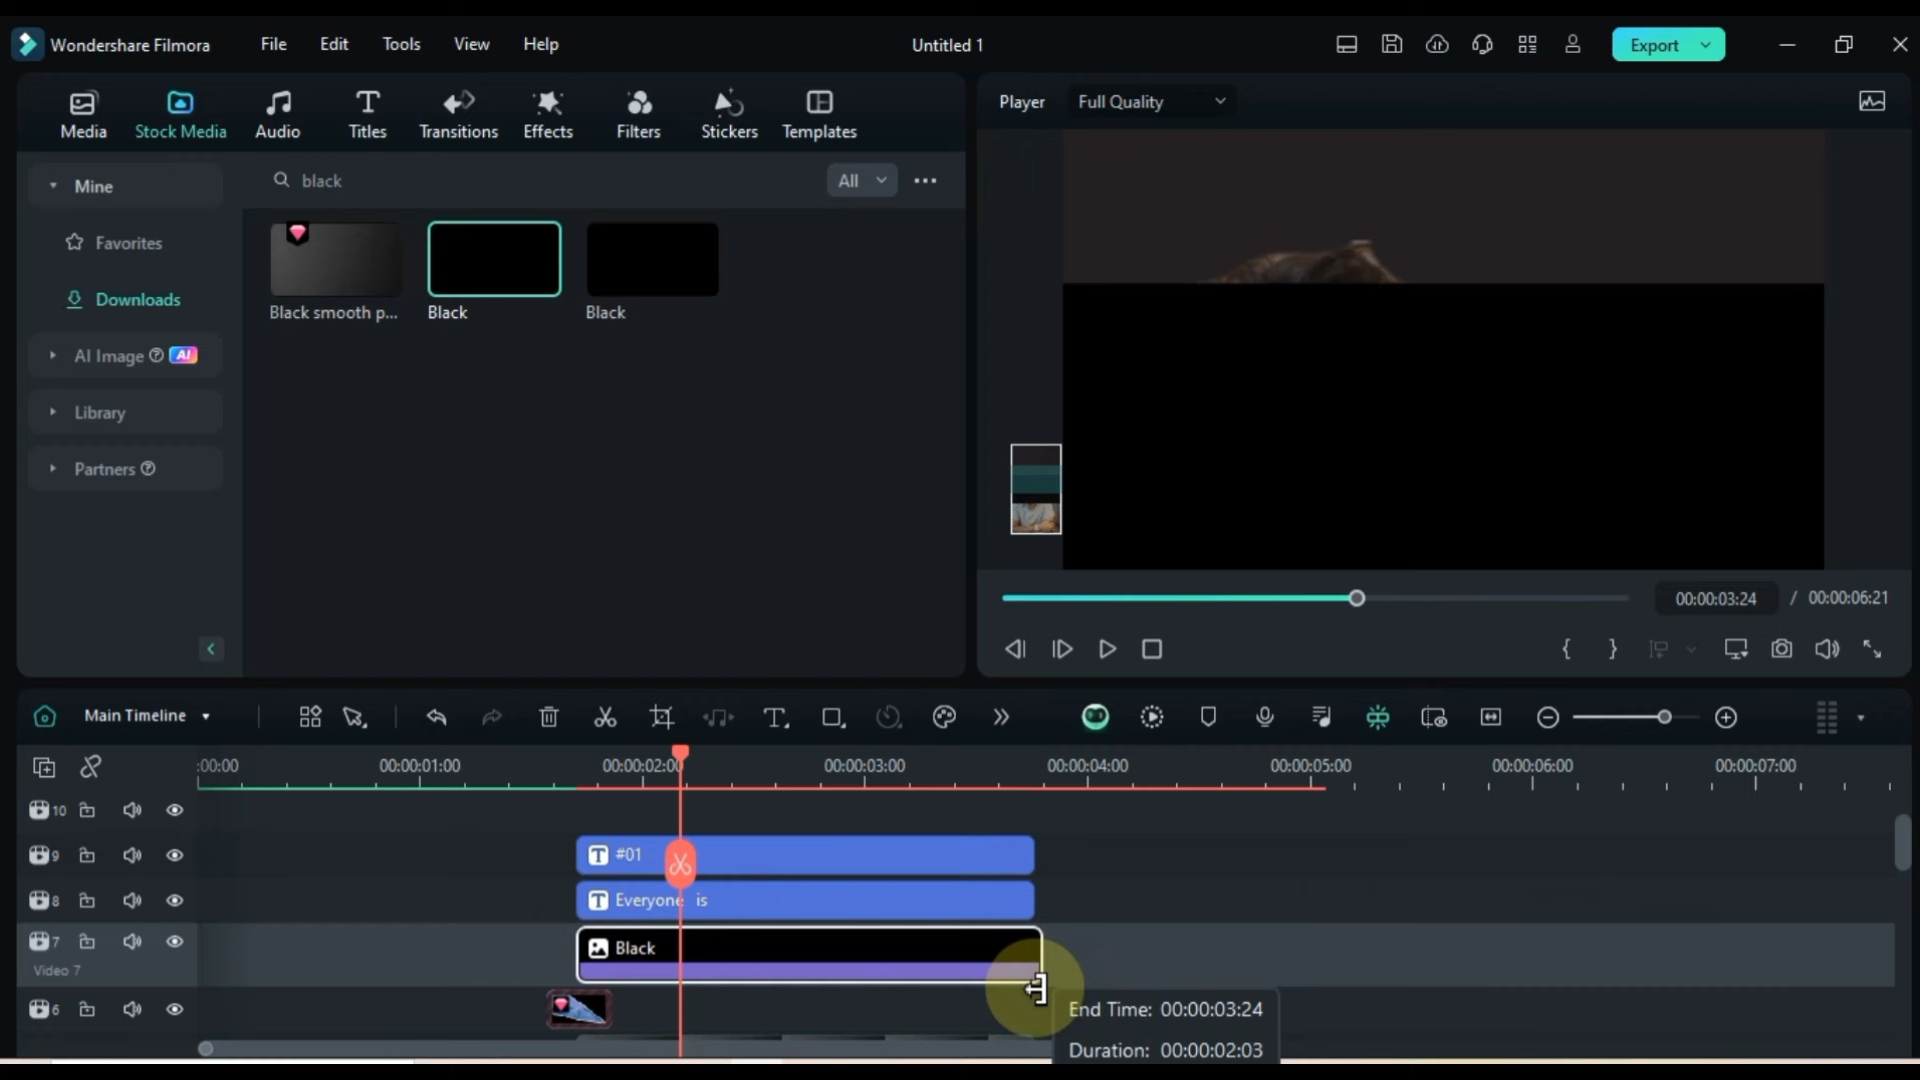 Wondershare Filmora File Edit Tools View Help Untitled 1 Export
Media Stock Media Audio Titles Transitions Effects Filters Stickers Templates
Player Full Quality
Mine
black All
Favorites
Downloads
AI Image AI
Library
Partners
Black smooth p... Black Black
00:00:03:24 / 00:00:06:21
Main Timeline
:00:00 00:00:01:00 00:00:02:00 00:00:03:00 00:00:04:00 00:00:05:00 00:00:06:00 00:00:07:00
10
9 #01
8 Everyone is
7 Black
Video 7
6
End Time: 00:00:03:24
Duration: 00:00:02:03